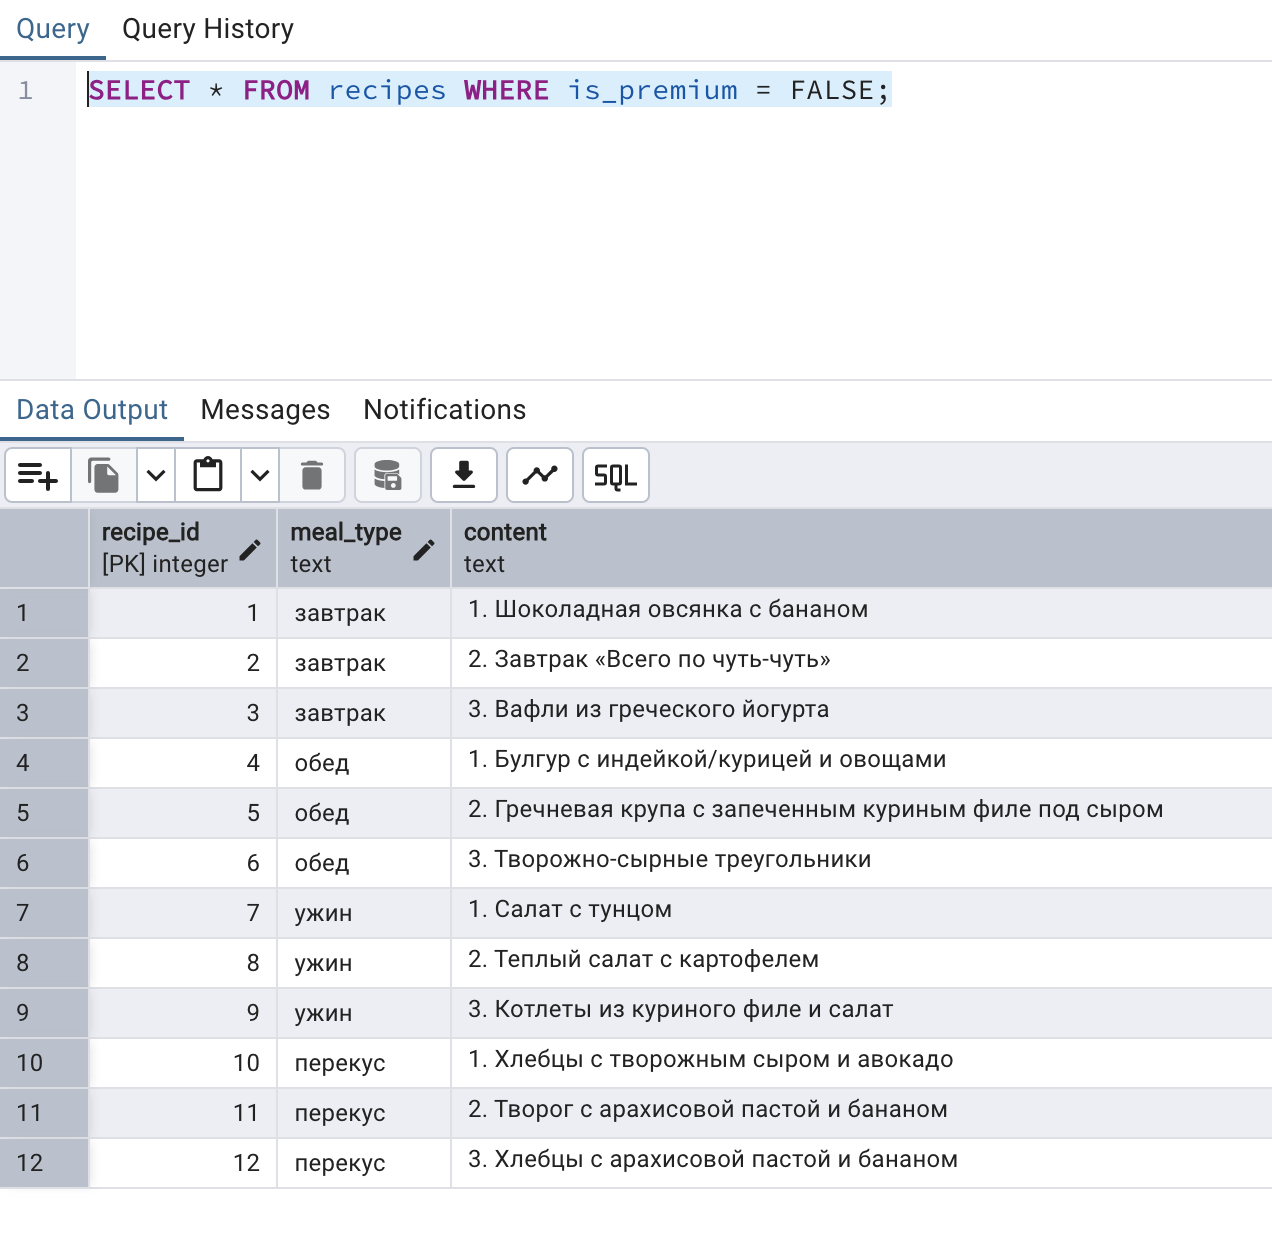 Query Query History
1 SELECT * FROM recipes WHERE is_premium = FALSE;
Data Output Messages Notifications
SQL
recipe_id meal_type content
[PK] integer text text
1 1 завтрак 1. Шоколадная овсянка с бананом
2 2 завтрак 2. Завтрак «Всего по чуть-чуть»
3 3 завтрак 3. Вафли из греческого йогурта
4 4 обед 1. Булгур с индейкой/курицей и овощами
5 5 обед 2. Гречневая крупа с запеченным куриным филе под сыром
6 6 обед 3. Творожно-сырные треугольники
7 7 ужин 1. Салат с тунцом
8 8 ужин 2. Теплый салат с картофелем
9 9 ужин 3. Котлеты из куриного филе и салат
10 10 перекус 1. Хлебцы с творожным сыром и авокадо
11 11 перекус 2. Творог с арахисовой пастой и бананом
12 12 перекус 3. Хлебцы с арахисовой пастой и бананом